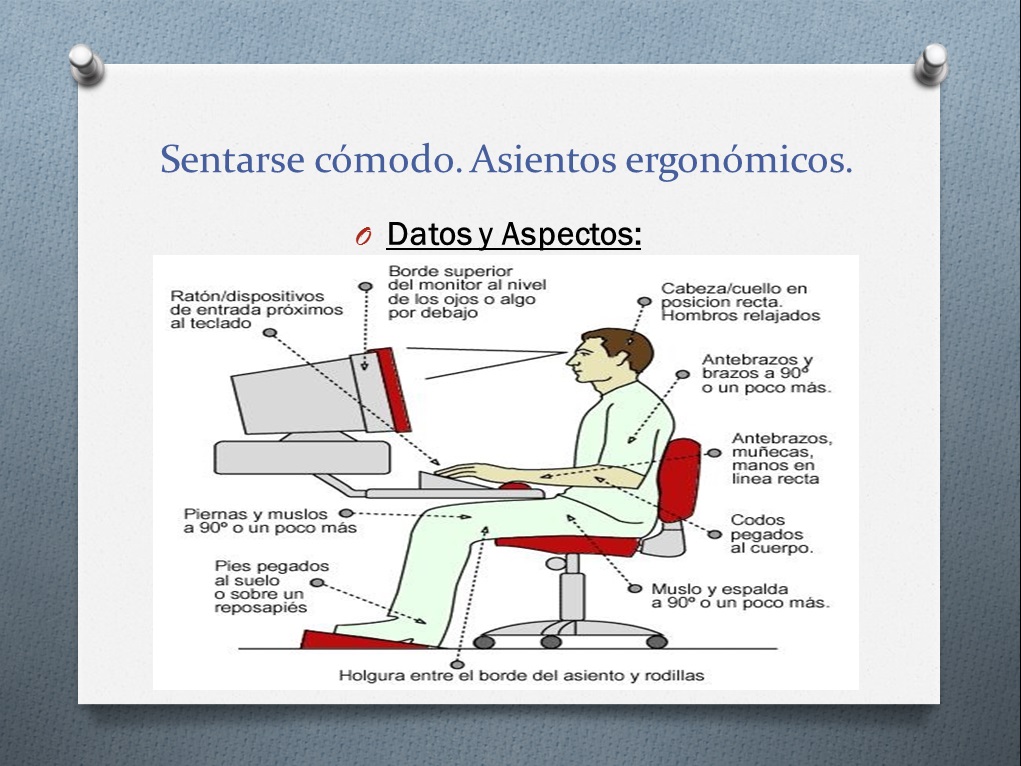 Sentarse cómodo. Asientos ergonómicos.
Datos y Aspectos:
Borde superior
del monitor al nivel
de los ojos o algo
por debajo
Ratón/dispositivos
de entrada próximos
al teclado
Cabeza/cuello en
posicion recta.
Hombros relajados
Antebrazos y
brazos a 90º
o un poco más.
Antebrazos,
muñecas,
manos en
linea recta
Piernas y muslos
a 90º o un poco más
Codos
pegados
al cuerpo.
Pies pegados
al suelo
o sobre un
reposapiés
Muslo y espalda
a 90º o un poco más.
Holgura entre el borde del asiento y rodillas